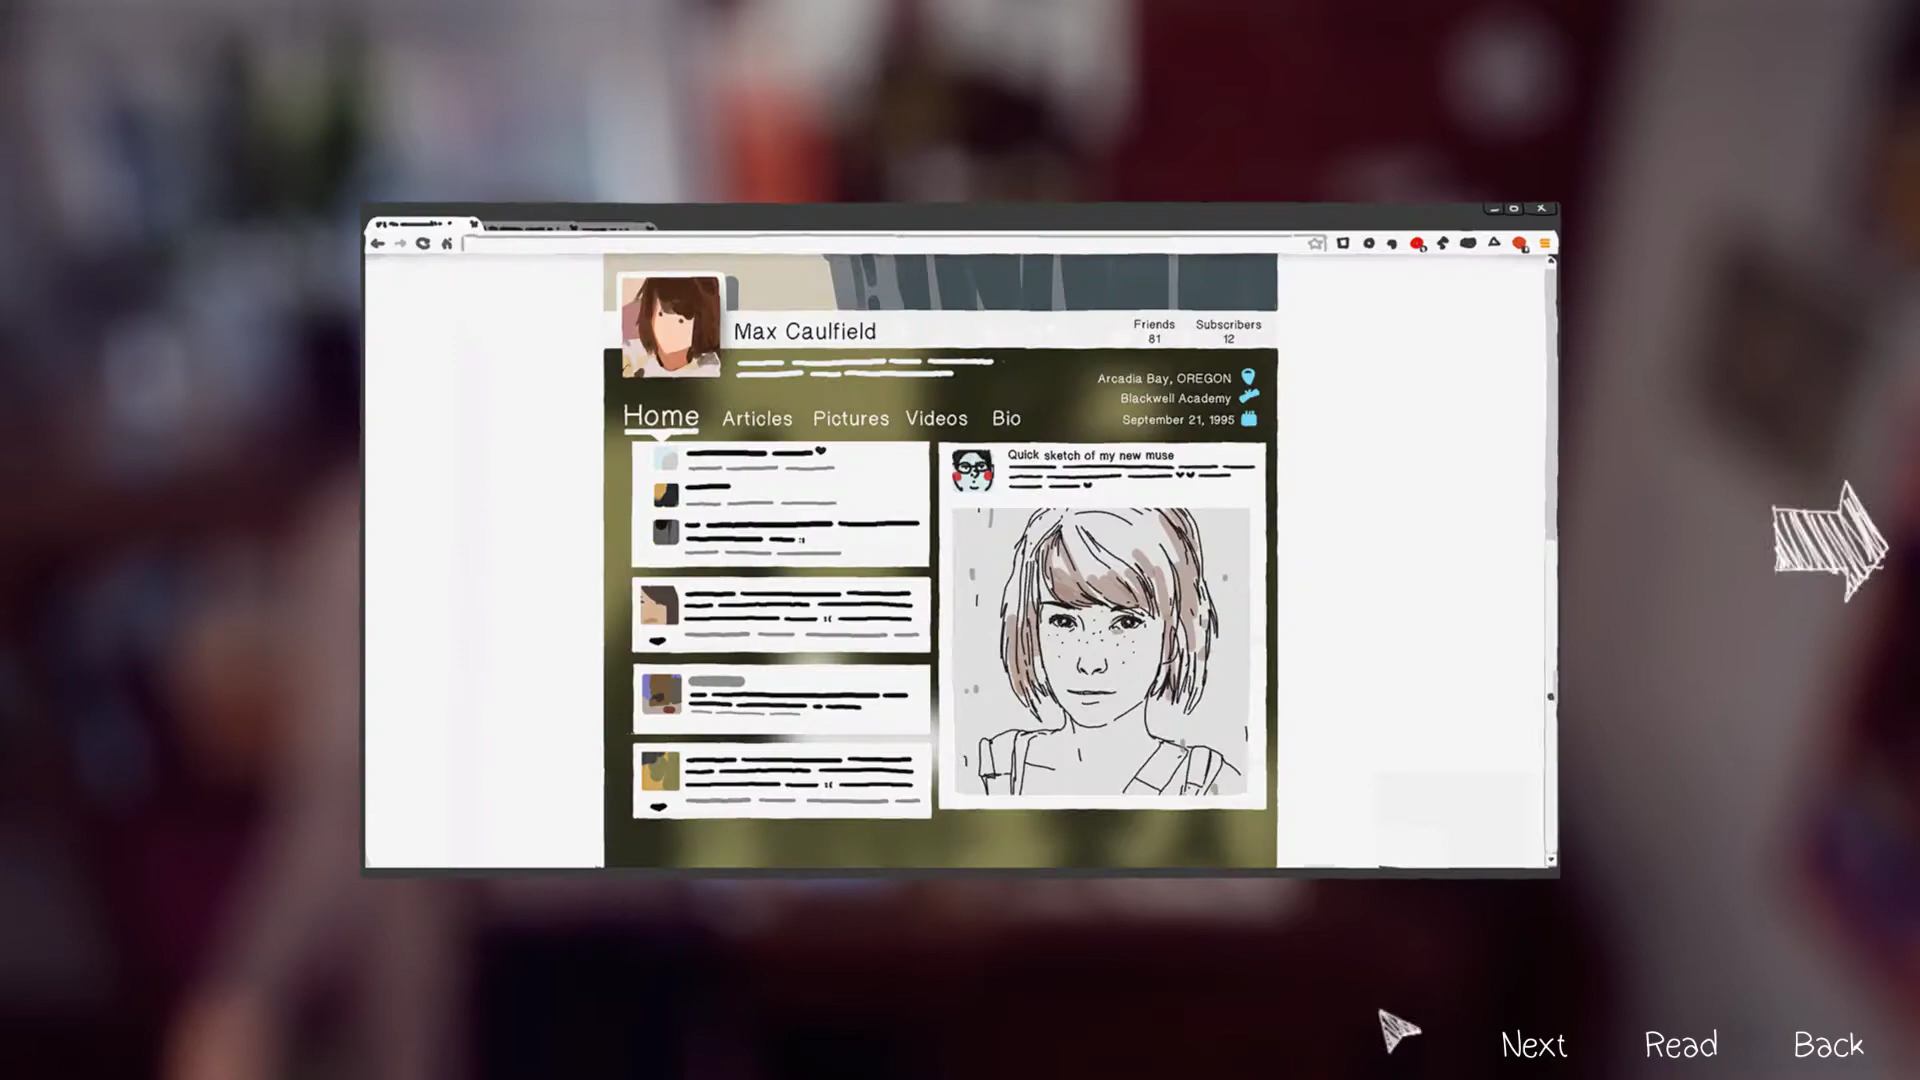 Max Caulfield
Friends
81
Subscribers
12
Arcadia Bay, OREGON
Blackwell Academy
September 21, 1995
Home Articles Pictures Videos Bio
Quick sketch of my new muse
Next Read Back